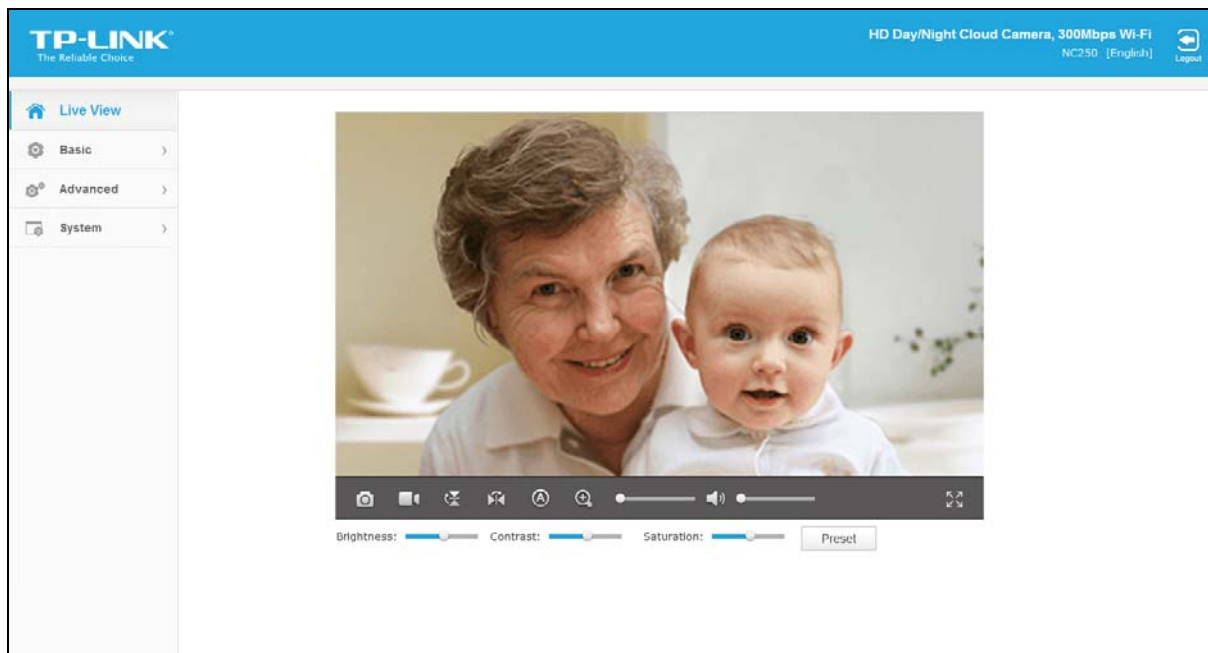 TP-LINK
The Reliable Choice
HD Day/Night Cloud Camera, 300Mbps Wi-Fi
NC250 [English]
Logout
Live View
Basic
Advanced
System
A
Brightness: Contrast: Saturation: Preset